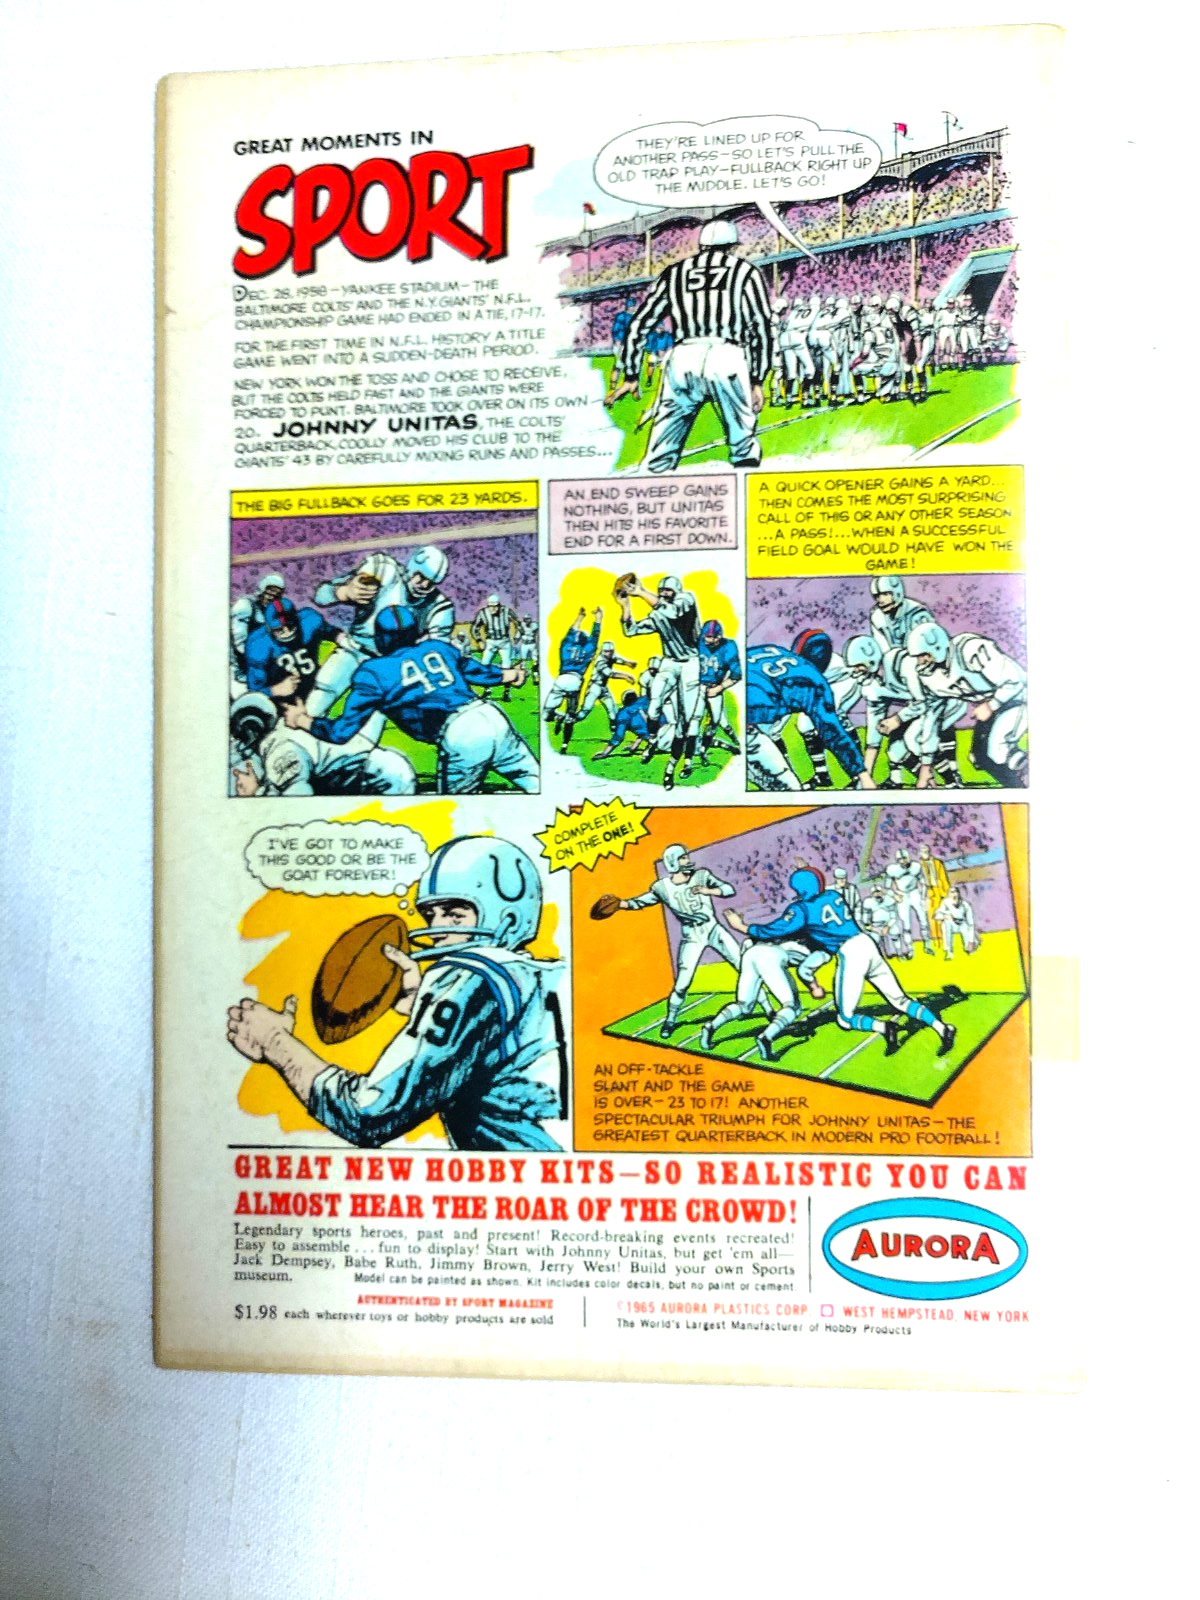 GREAT MOMENTS IN
SPORT
THEY'RE LINED UP FOR
ANOTHER PASS—SO LET'S PULL THE
OLD TRAP PLAY—FULLBACK RIGHT UP
THE MIDDLE. LET'S GO!
57
70
DEC. 28, 1958 — YANKEE STADIUM — THE
BALTIMORE COLTS' AND THE N.Y. GIANTS' N.F.L.
CHAMPIONSHIP GAME HAD ENDED IN A TIE, 17-17.
FOR THE FIRST TIME IN N.F.L. HISTORY A TITLE
GAME WENT INTO A SUDDEN-DEATH PERIOD.
NEW YORK WON THE TOSS AND CHOSE TO RECEIVE,
BUT THE COLTS HELD FAST AND THE GIANTS WERE
FORCED TO PUNT. BALTIMORE TOOK OVER ON ITS OWN
20. JOHNNY UNITAS, THE COLTS'
QUARTERBACK, COOLLY MOVED HIS CLUB TO THE
GIANTS' 43 BY CAREFULLY MIXING RUNS AND PASSES...
THE BIG FULLBACK GOES FOR 23 YARDS.
35
49
AN END SWEEP GAINS
NOTHING, BUT UNITAS
THEN HITS HIS FAVORITE
END FOR A FIRST DOWN.
A QUICK OPENER GAINS A YARD...
THEN COMES THE MOST SURPRISING
CALL OF THIS OR ANY OTHER SEASON
...A PASS!...WHEN A SUCCESSFUL
FIELD GOAL WOULD HAVE WON THE
GAME!
75
77
I'VE GOT TO MAKE
THIS GOOD OR BE THE
GOAT FOREVER!
19
1
COMPLETE
ON THE ONE!
19
42
AN OFF-TACKLE
SLANT AND THE GAME
IS OVER—23 TO 17! ANOTHER
SPECTACULAR TRIUMPH FOR JOHNNY UNITAS—THE
GREATEST QUARTERBACK IN MODERN PRO FOOTBALL!
GREAT NEW HOBBY KITS—SO REALISTIC YOU CAN
ALMOST HEAR THE ROAR OF THE CROWD!
Legendary sports heroes, past and present! Record-breaking events recreated!
Easy to assemble...fun to display! Start with Johnny Unitas, but get 'em all—
Jack Dempsey, Babe Ruth, Jimmy Brown, Jerry West! Build your own Sports
museum. Model can be painted as shown. Kit includes color decals, but no paint or cement.
AURORA
AUTHENTICATED BY SPORT MAGAZINE
$1.98 each wherever toys or hobby products are sold
©1965 AURORA PLASTICS CORP. □ WEST HEMPSTEAD, NEW YORK
The World's Largest Manufacturer of Hobby Products